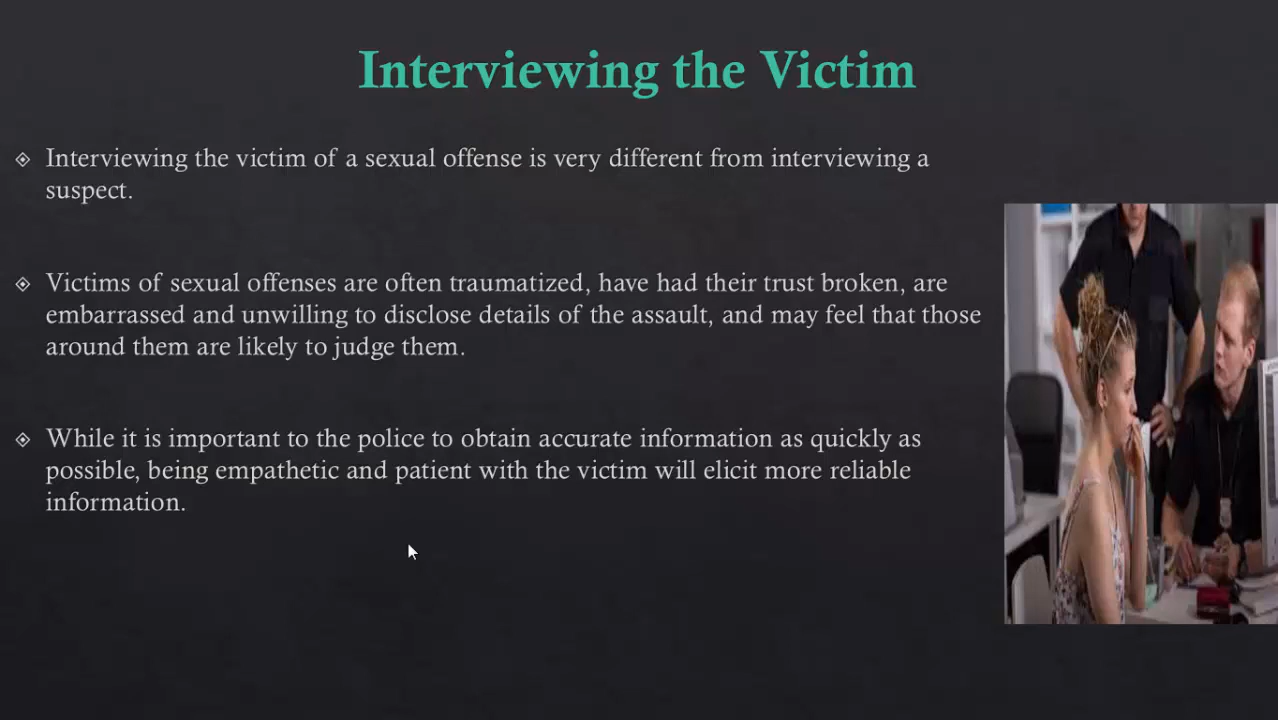 Interviewing the Victim
Interviewing the victim of a sexual offense is very different from interviewing a
suspect.
Victims of sexual offenses are often traumatized, have had their trust broken, are
embarrassed and unwilling to disclose details of the assault, and may feel that those
around them are likely to judge them.
While it is important to the police to obtain accurate information as quickly as
possible, being empathetic and patient with the victim will elicit more reliable
information.